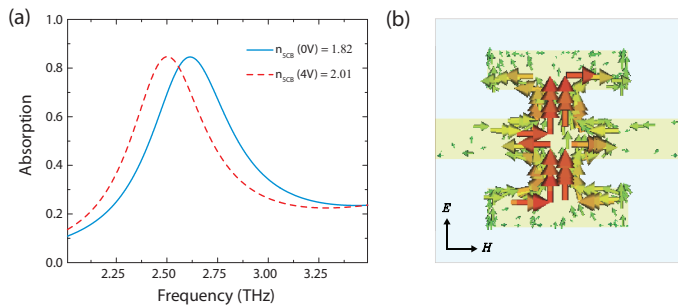 (a)
1.0
0.8
0.6
0.4
0.2
0.0
Absorption
n_SCB (0V) = 1.82
n_SCB (4V) = 2.01
2.25 2.50 2.75 3.00 3.25
Frequency (THz)
(b)
E
H